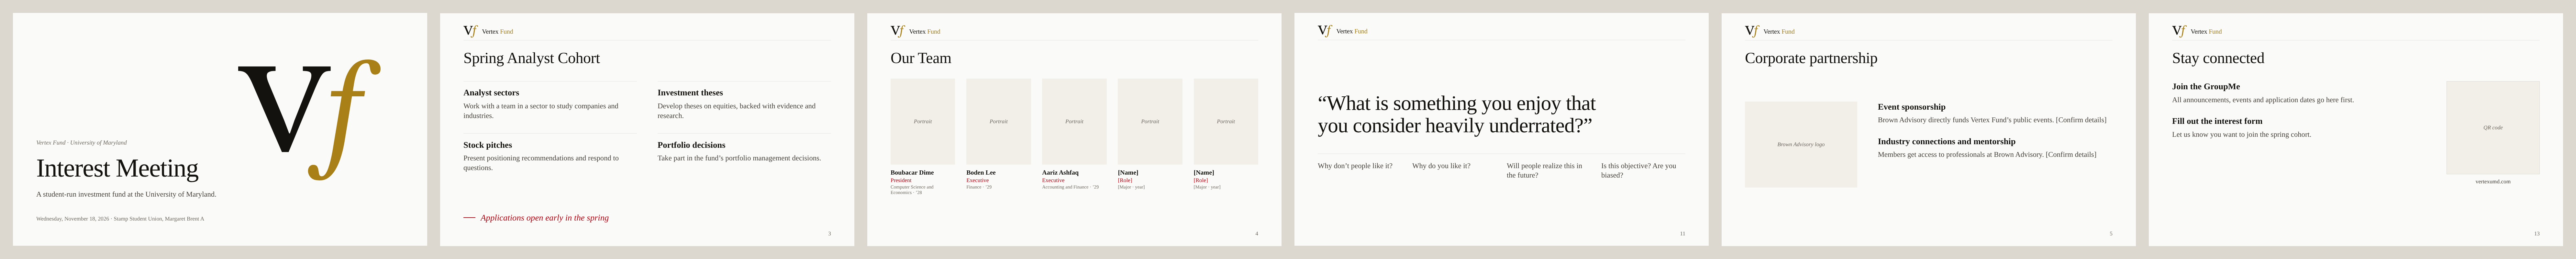 Vf
Vertex Fund · University of Maryland
Interest Meeting
A student-run investment fund at the University of Maryland.
Wednesday, November 18, 2026 · Stamp Student Union, Margaret Brent A
Vf Vertex Fund
Spring Analyst Cohort
Analyst sectors
Work with a team in a sector to study companies and
industries.
Investment theses
Develop theses on equities, backed with evidence and
research.
Stock pitches
Present positioning recommendations and respond to
questions.
Portfolio decisions
Take part in the fund’s portfolio management decisions.
— Applications open early in the spring
3
Vf Vertex Fund
Our Team
Portrait
Portrait
Portrait
Portrait
Portrait
Boubacar Dime
President
Computer Science and
Economics · ’28
Boden Lee
Executive
Finance · ’29
Aariz Ashfaq
Executive
Accounting and Finance · ’29
[Name]
[Role]
[Major · year]
[Name]
[Role]
[Major · year]
4
Vf Vertex Fund
“What is something you enjoy that
you consider heavily underrated?”
Why don’t people like it?
Why do you like it?
Will people realize this in
the future?
Is this objective? Are you
biased?
11
Vf Vertex Fund
Corporate partnership
Brown Advisory logo
Event sponsorship
Brown Advisory directly funds Vertex Fund’s public events. [Confirm details]
Industry connections and mentorship
Members get access to professionals at Brown Advisory. [Confirm details]
5
Vf Vertex Fund
Stay connected
Join the GroupMe
All announcements, events and application dates go here first.
Fill out the interest form
Let us know you want to join the spring cohort.
QR code
vertexumd.com
13